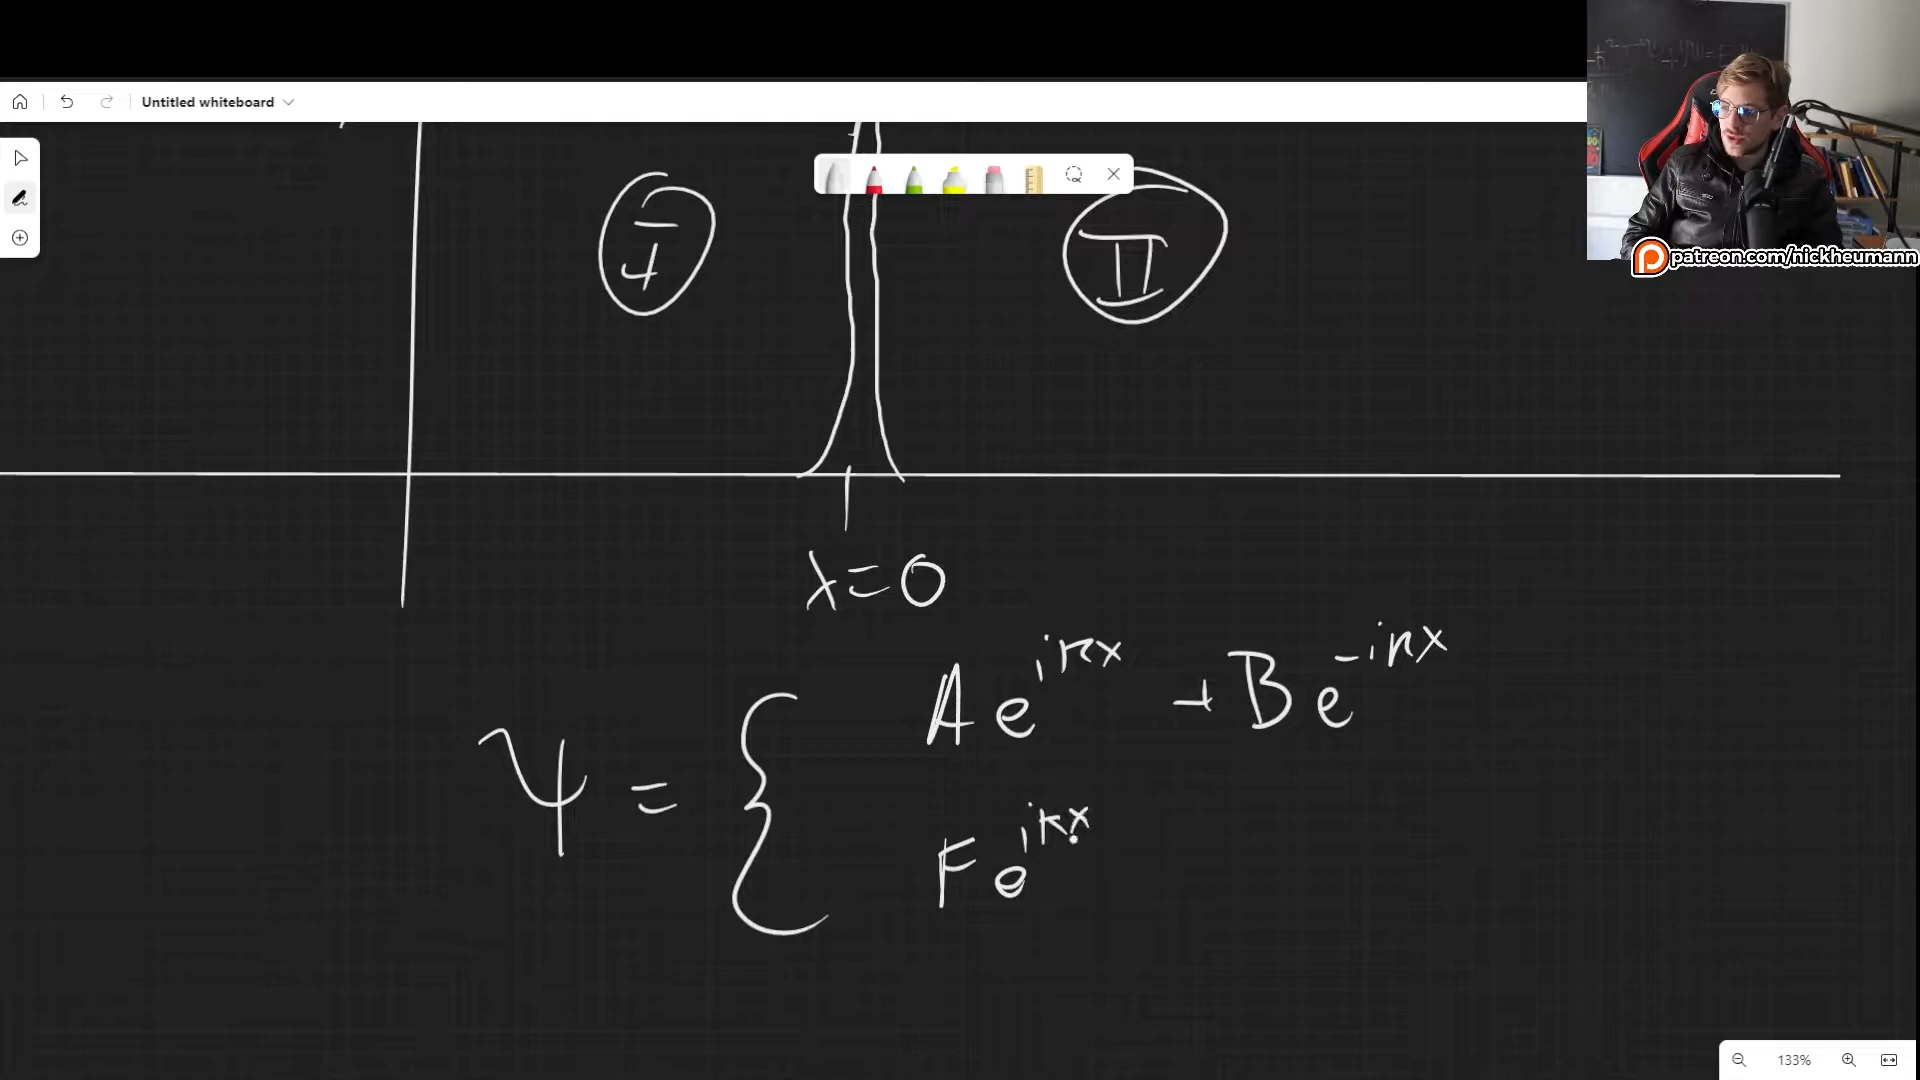 Untitled whiteboard
I
II
patreon.com/nickheumann
x=0
Ae^{ikx} + Be^{-ikx}
Ψ = {
Fe^{ikx}
133%